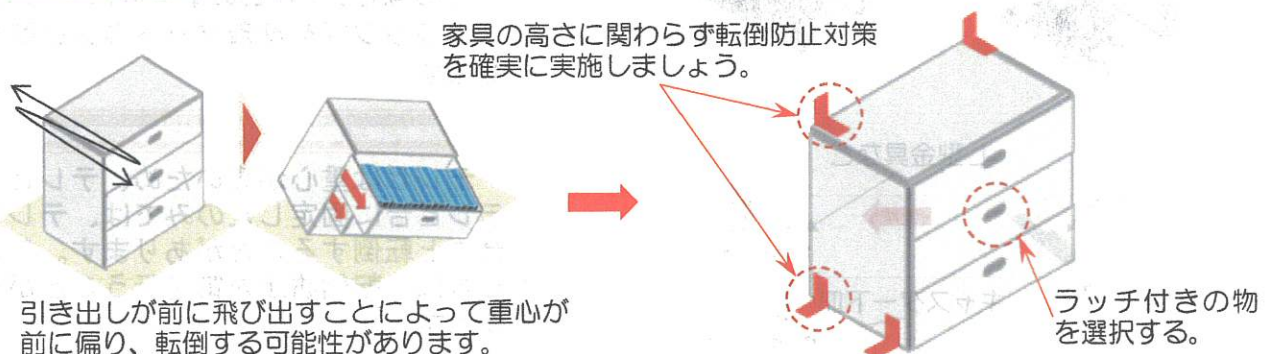 家具の高さに関わらず転倒防止対策
を確実に実施しましょう。
引き出しが前に飛び出すことによって重心が
前に偏り、転倒する可能性があります。
ラッチ付きの物
を選択する。